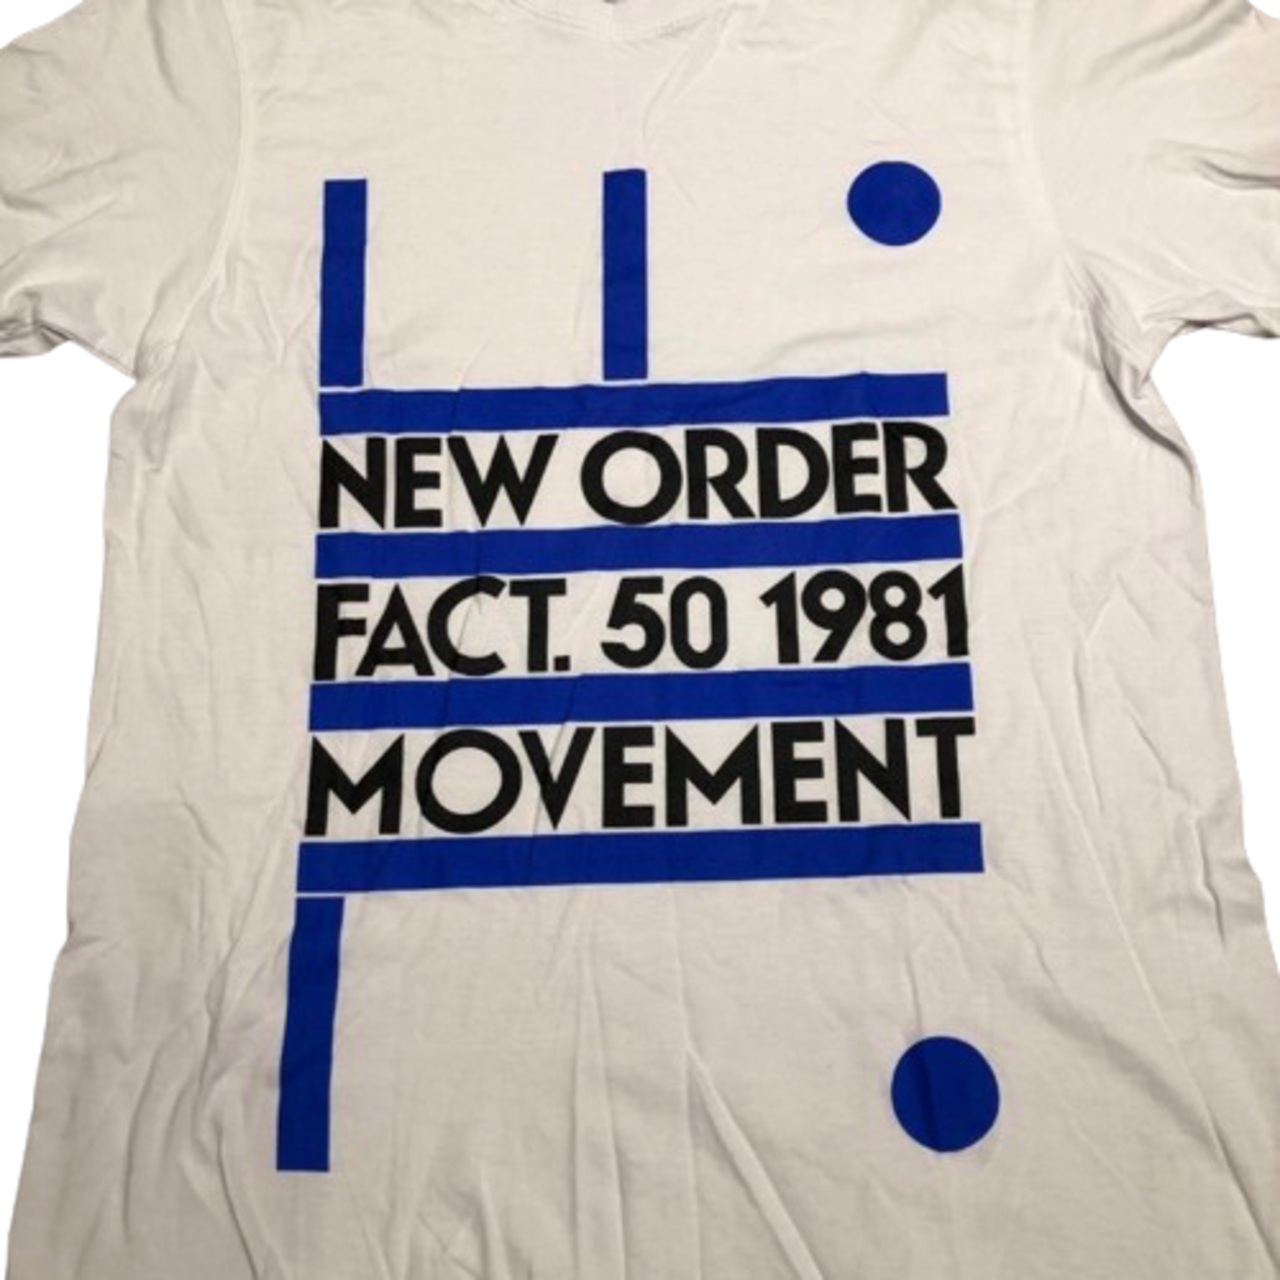 NEW ORDER
FACT. 50 1981
MOVEMENT